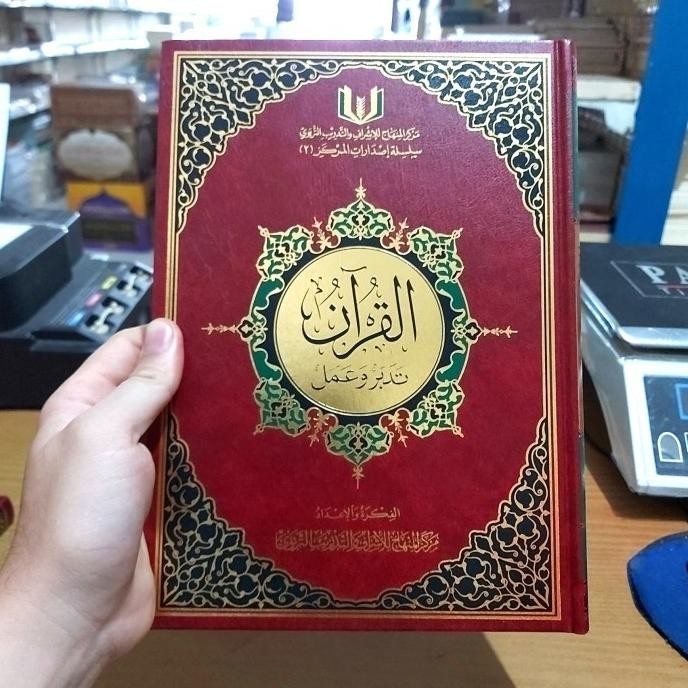 مركز المنهاج للإشراف والتدريب التربوي
سلسلة إصدارات المركز (٢)
القرآن
تدبر وعمل
الفكرة والإعداد
مركز المنهاج للإشراف والتدريب التربوي